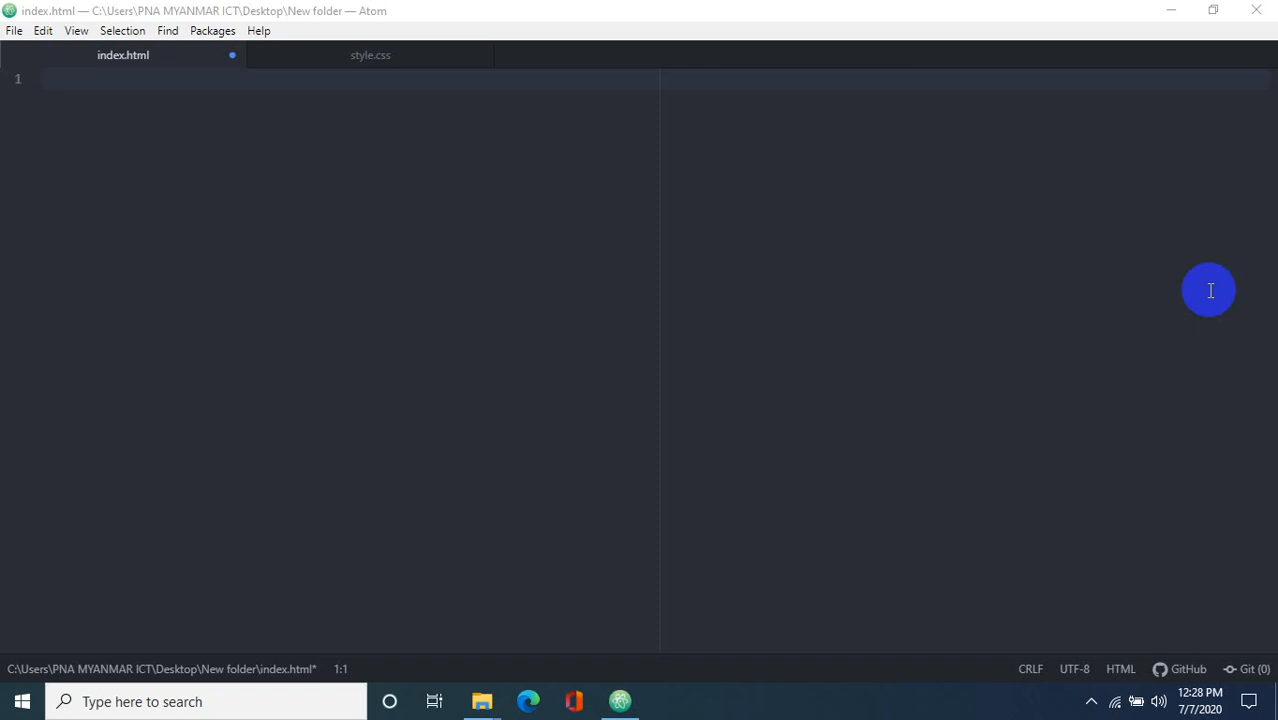 index.html — C:\Users\PNA MYANMAR ICT\Desktop\New folder — Atom
File Edit View Selection Find Packages Help
index.html style.css
1
C:\Users\PNA MYANMAR ICT\Desktop\New folder\index.html* 1:1 CRLF UTF-8 HTML GitHub Git (0)
Type here to search
12:28 PM
7/7/2020